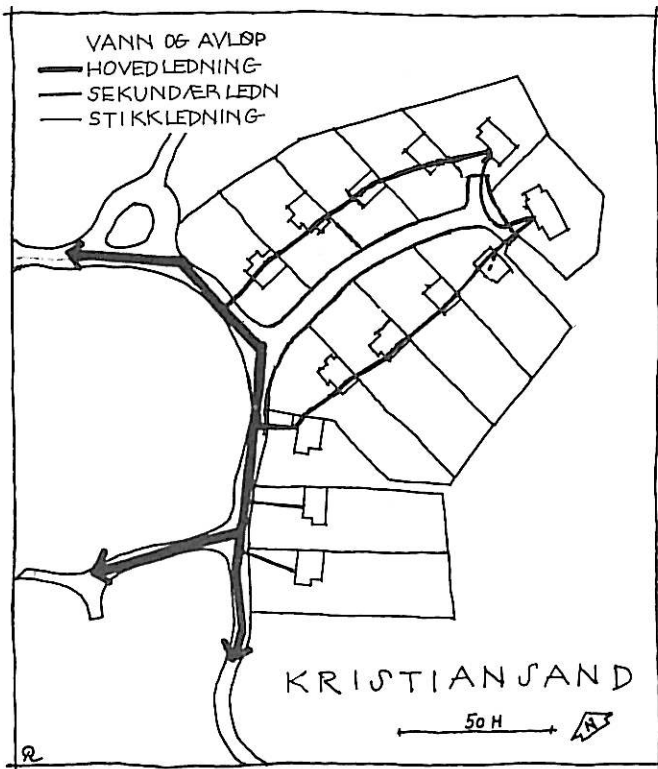 VANN OG AVLØP
HOVEDLEDNING
SEKUNDÆRLEDN
STIKKLEDNING
KRISTIANSAND
50 M
N